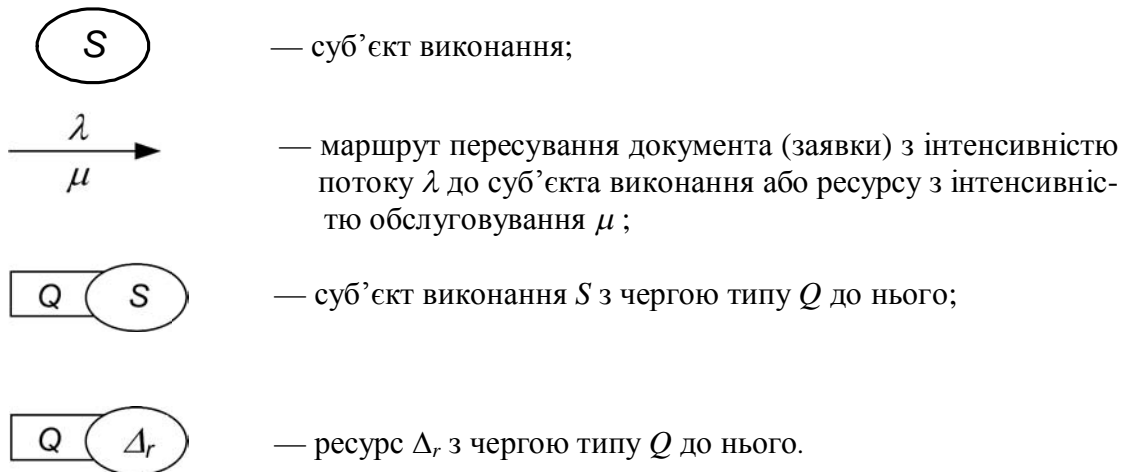 S — суб’єкт виконання;
λ — маршрут пересування документа (заявки) з інтенсивністю
μ потоку λ до суб’єкта виконання або ресурсу з інтенсивніс-
тю обслуговування μ ;
Q S — суб’єкт виконання S з чергою типу Q до нього;
Q Δr — ресурс Δr з чергою типу Q до нього.